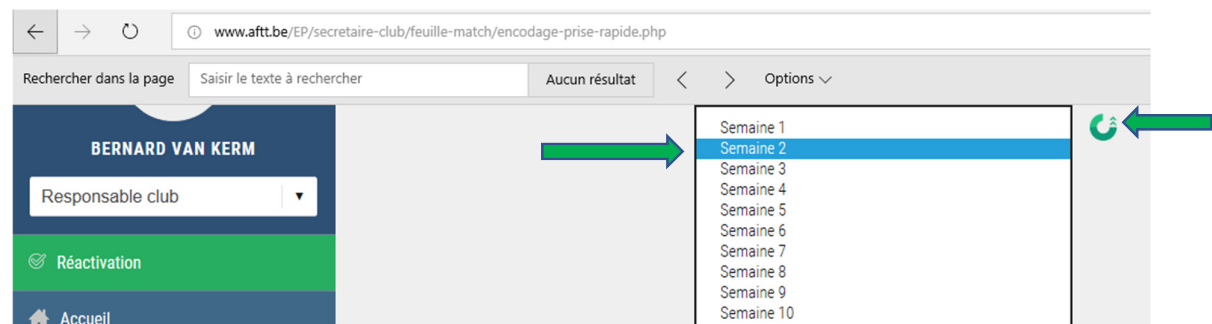 www.aftt.be/EP/secretaire-club/feuille-match/encodage-prise-rapide.php
Rechercher dans la page Saisir le texte à rechercher Aucun résultat Options
BERNARD VAN KERM
Responsable club
Réactivation
Accueil
Semaine 1
Semaine 2
Semaine 3
Semaine 4
Semaine 5
Semaine 6
Semaine 7
Semaine 8
Semaine 9
Semaine 10